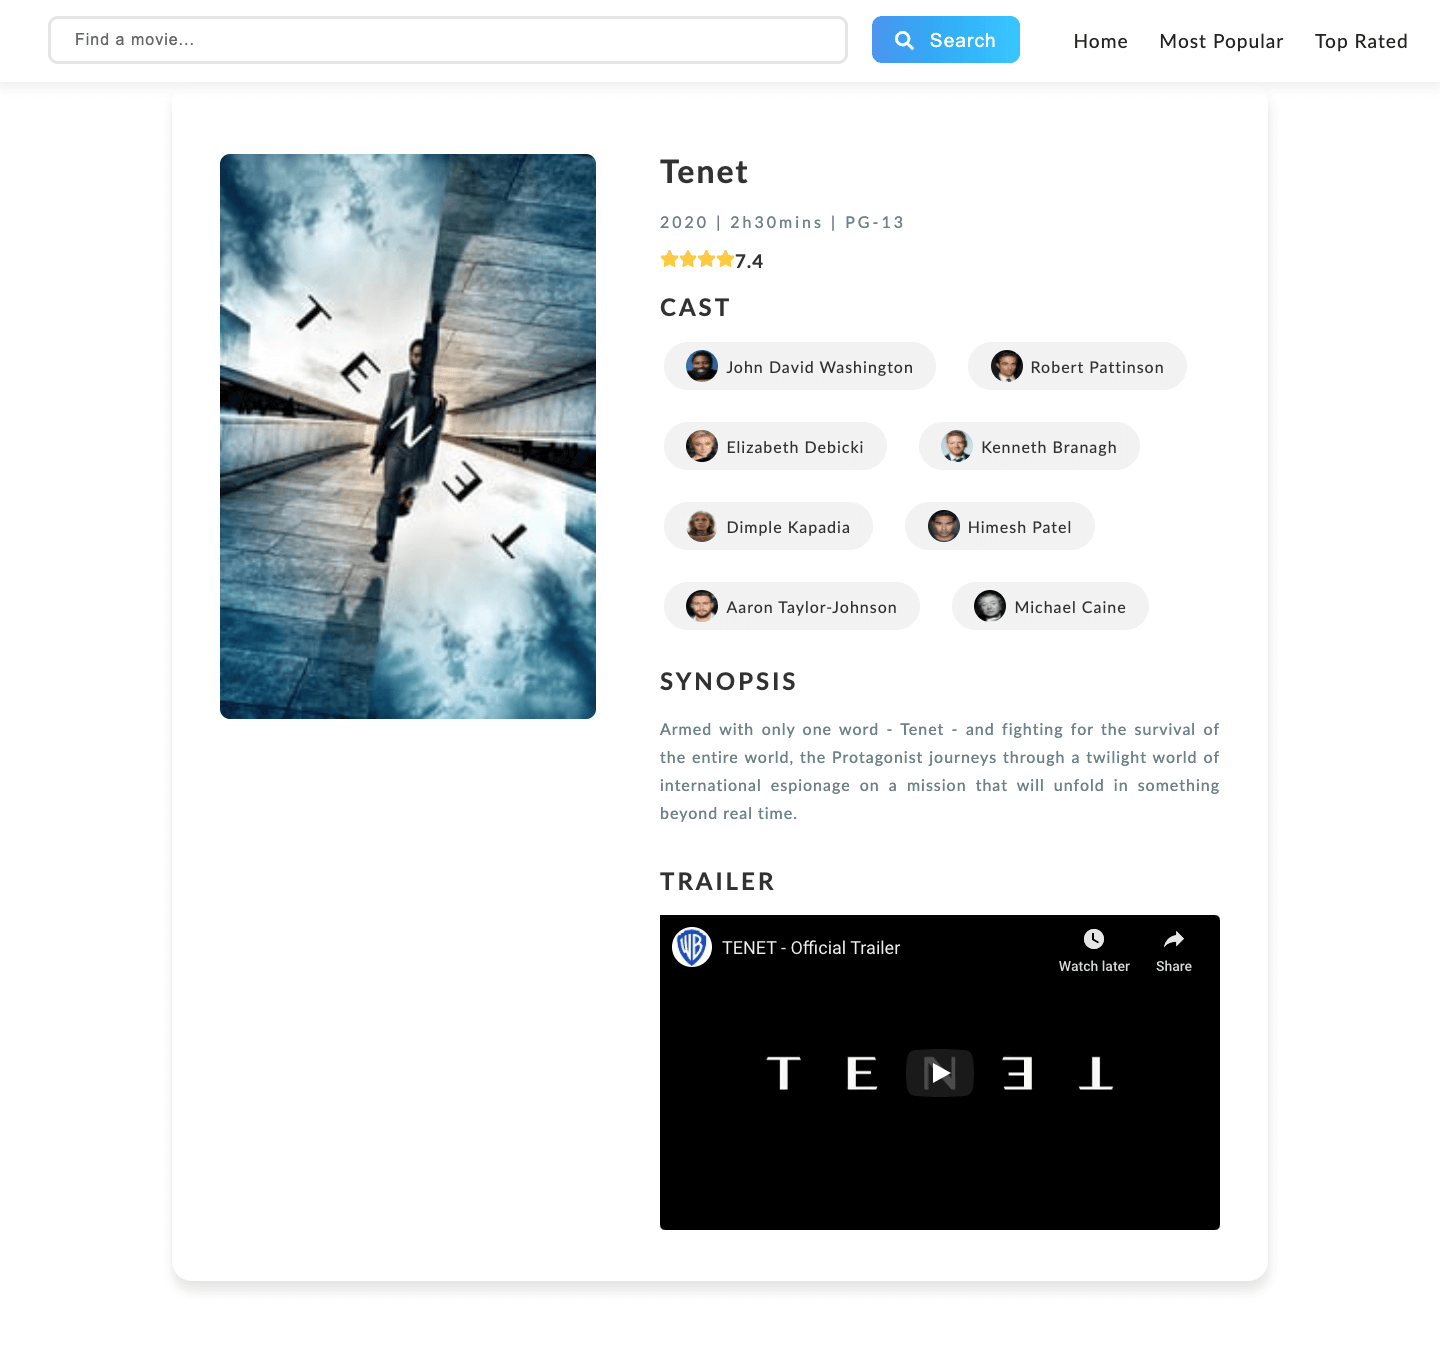 Find a movie...
Search
Home
Most Popular
Top Rated
TENET
Tenet
2020 | 2h30mins | PG-13
7.4
CAST
John David Washington
Robert Pattinson
Elizabeth Debicki
Kenneth Branagh
Dimple Kapadia
Himesh Patel
Aaron Taylor-Johnson
Michael Caine
SYNOPSIS
Armed with only one word - Tenet - and fighting for the survival of
the entire world, the Protagonist journeys through a twilight world of
international espionage on a mission that will unfold in something
beyond real time.
TRAILER
WB
TENET - Official Trailer
Watch later
Share
TENET